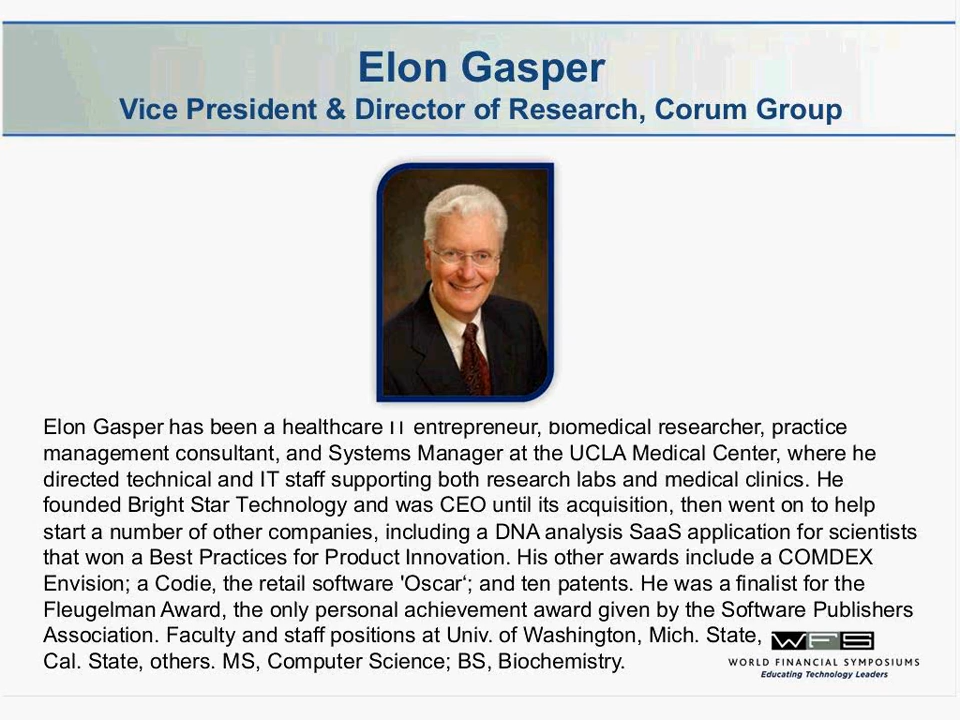 Elon Gasper
Vice President & Director of Research, Corum Group
Elon Gasper has been a healthcare IT entrepreneur, biomedical researcher, practice
management consultant, and Systems Manager at the UCLA Medical Center, where he
directed technical and IT staff supporting both research labs and medical clinics. He
founded Bright Star Technology and was CEO until its acquisition, then went on to help
start a number of other companies, including a DNA analysis SaaS application for scientists
that won a Best Practices for Product Innovation. His other awards include a COMDEX
Envision; a Codie, the retail software 'Oscar‘; and ten patents. He was a finalist for the
Fleugelman Award, the only personal achievement award given by the Software Publishers
Association. Faculty and staff positions at Univ. of Washington, Mich. State,
Cal. State, others. MS, Computer Science; BS, Biochemistry.
WFS
WORLD FINANCIAL SYMPOSIUMS
Educating Technology Leaders